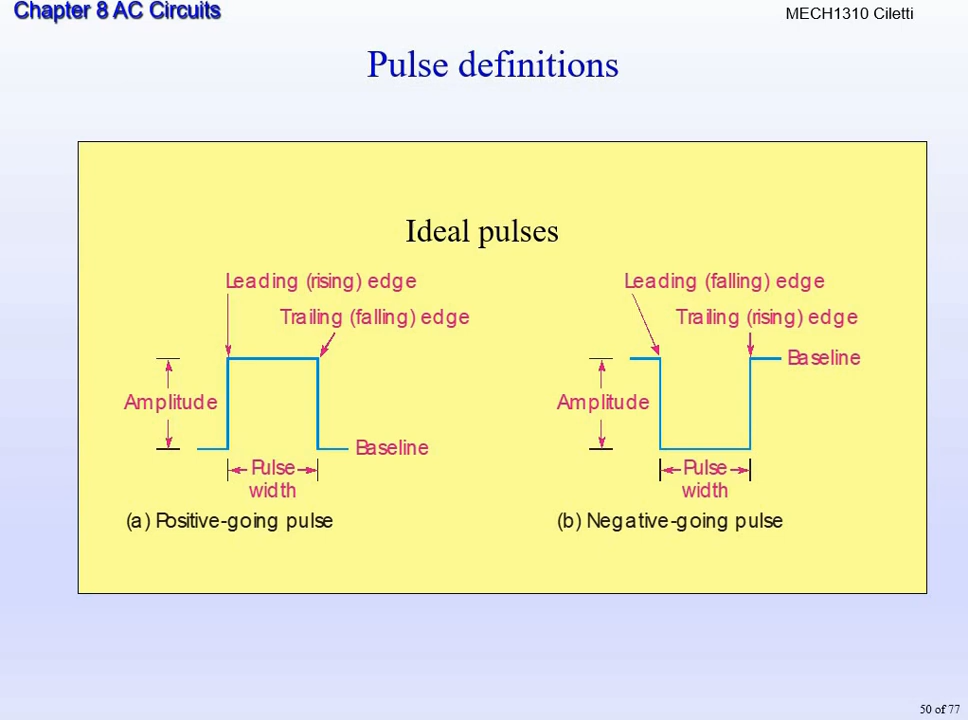 Chapter 8 AC Circuits
MECH1310 Ciletti
Pulse definitions
Ideal pulses
Leading (rising) edge
Trailing (falling) edge
Amplitude
Baseline
Pulse
width
(a) Positive-going pulse
Leading (falling) edge
Trailing (rising) edge
Baseline
Amplitude
Pulse
width
(b) Negative-going pulse
50 of 77